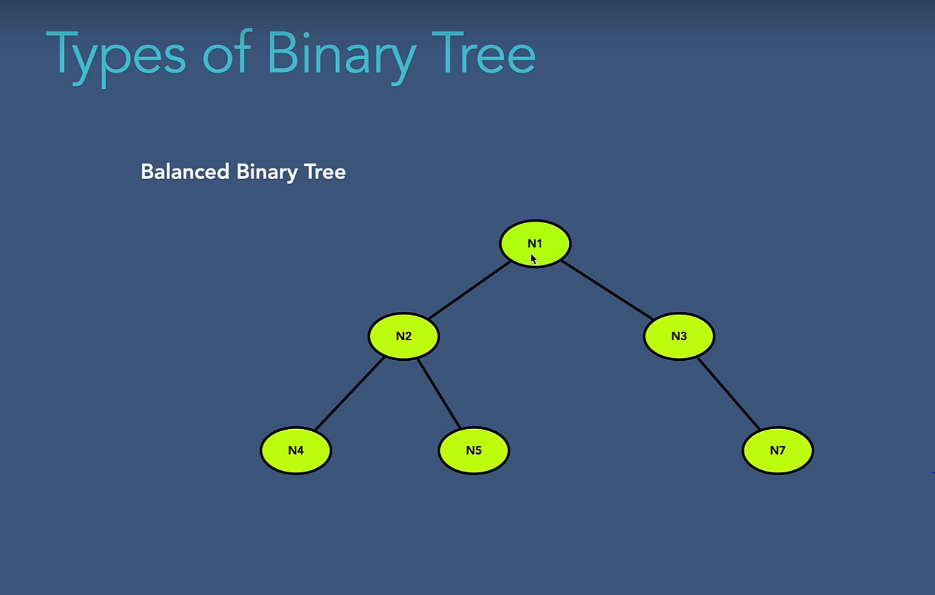 Types of Binary Tree
Balanced Binary Tree
N1
N2
N3
N4
N5
N7